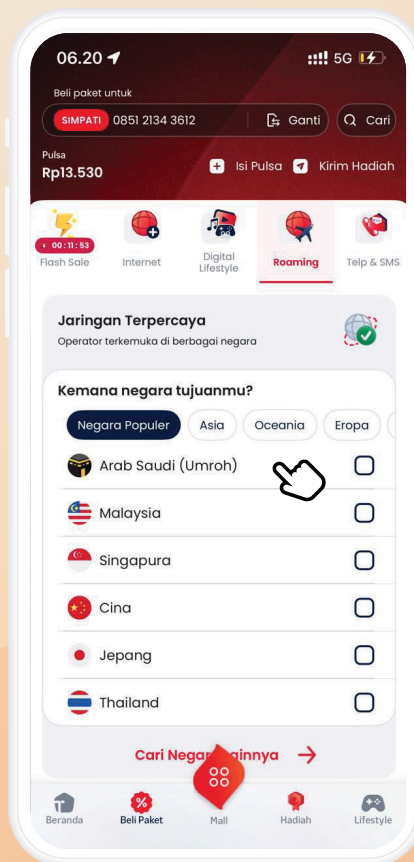 06.20
5G
Beli paket untuk
SIMPATI 0851 2134 3612 Ganti Cari
Pulsa
Rp13.530 Isi Pulsa Kirim Hadiah
00:11:53
Flash Sale Internet Digital Lifestyle Roaming Telp & SMS
Jaringan Terpercaya
Operator terkemuka di berbagai negara
Kemana negara tujuanmu?
Negara Populer Asia Oceania Eropa
Arab Saudi (Umroh)
Malaysia
Singapura
Cina
Jepang
Thailand
Cari Negara Lainnya
Beranda Beli Paket Mall Hadiah Lifestyle